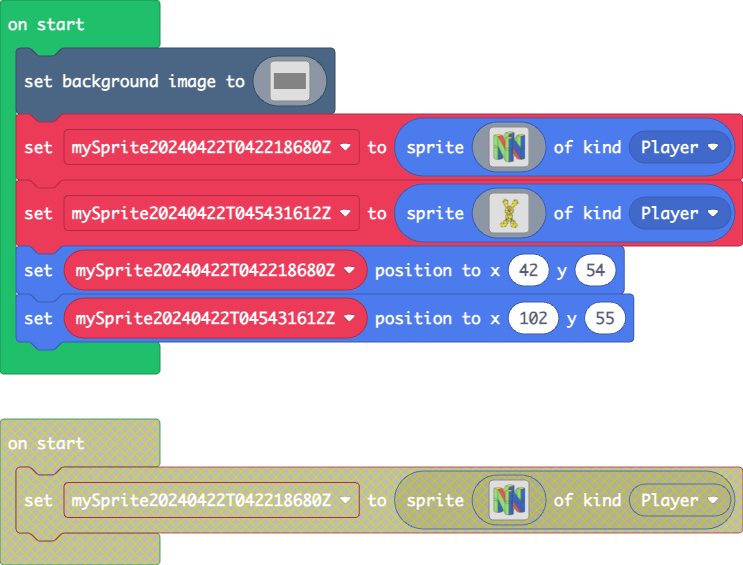 on start
set background image to
set mySprite20240422T042218680Z to sprite of kind Player
set mySprite20240422T045431612Z to sprite of kind Player
set mySprite20240422T042218680Z position to x 42 y 54
set mySprite20240422T045431612Z position to x 102 y 55
on start
set mySprite20240422T042218680Z to sprite of kind Player